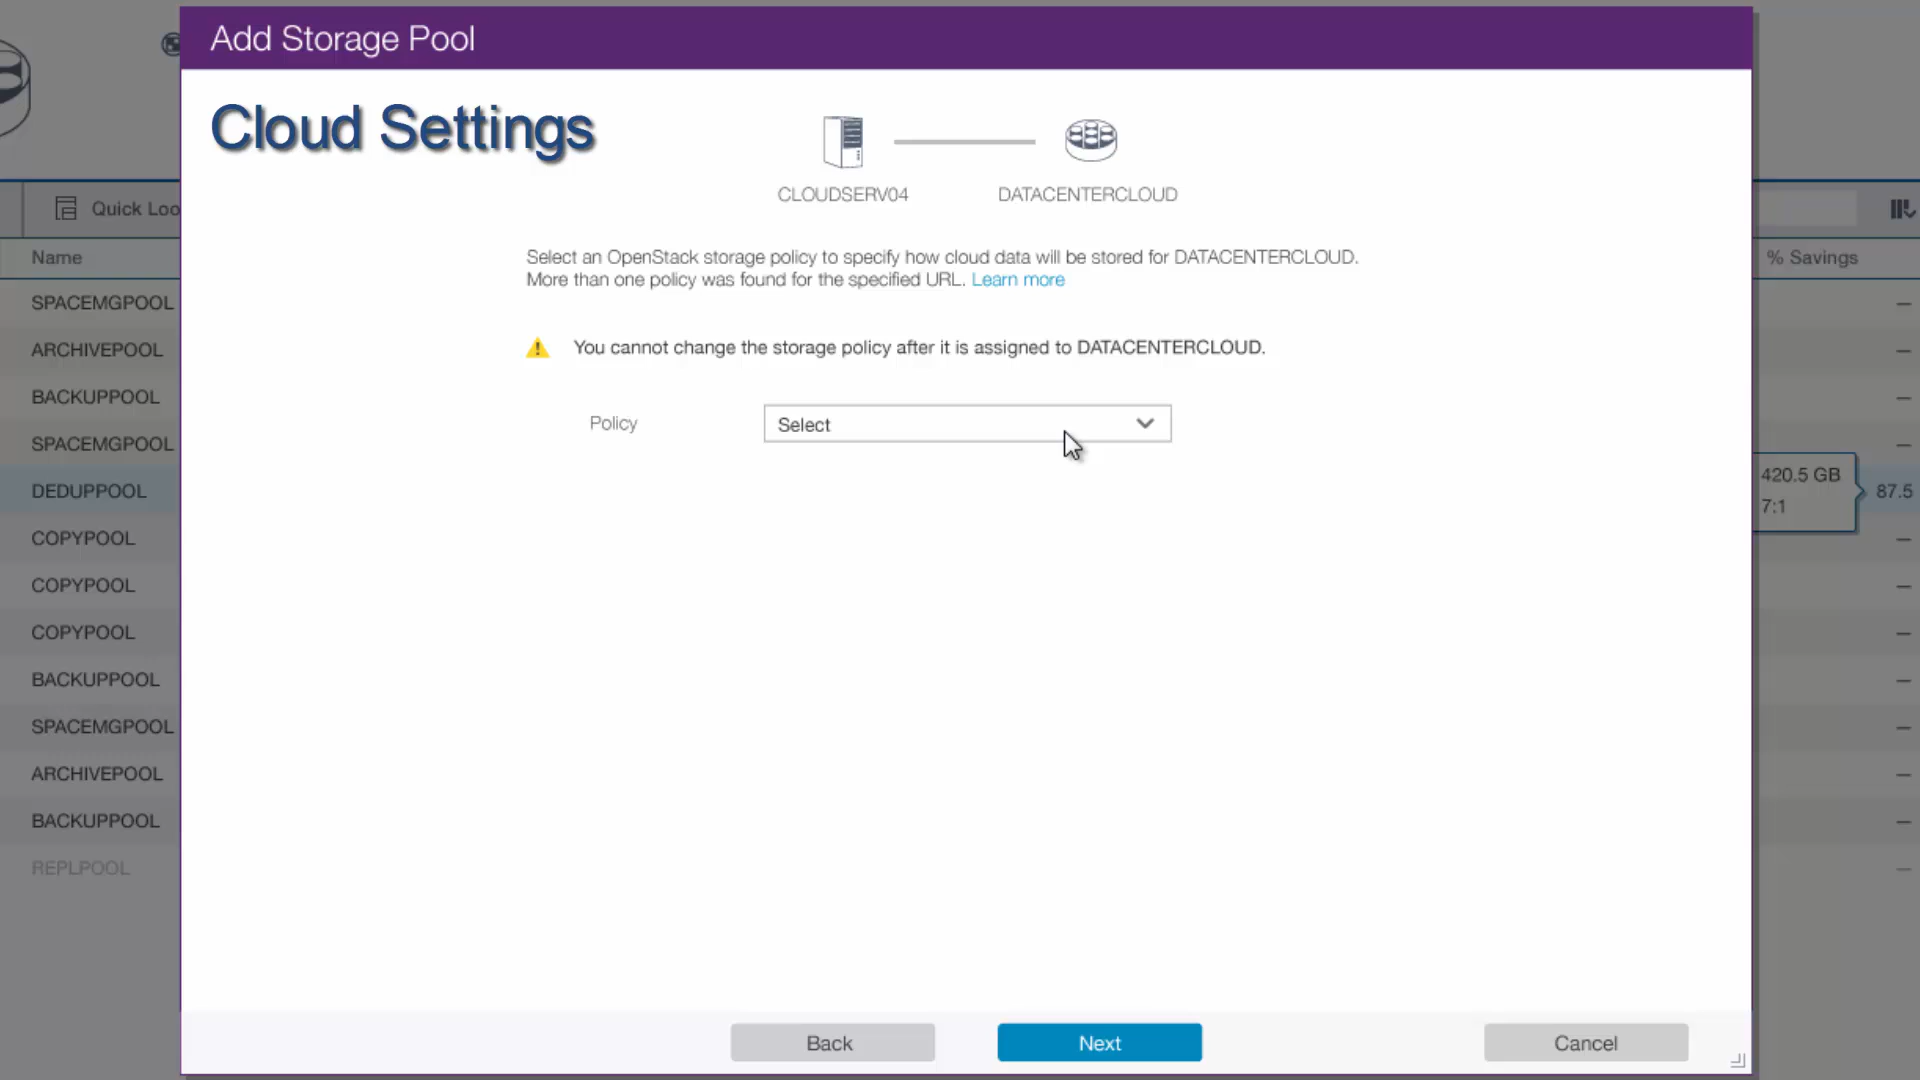 Add Storage Pool
Cloud Settings
CLOUDSERV04
DATACENTERCLOUD
Select an OpenStack storage policy to specify how cloud data will be stored for DATACENTERCLOUD.
More than one policy was found for the specified URL. Learn more
You cannot change the storage policy after it is assigned to DATACENTERCLOUD.
Policy
Select
Back
Next
Cancel
Quick Loo
Name
% Savings
SPACEMGPOOL
—
ARCHIVEPOOL
—
BACKUPPOOL
—
SPACEMGPOOL
—
DEDUPPOOL
420.5 GB
7:1
87.5
COPYPOOL
—
COPYPOOL
—
COPYPOOL
—
BACKUPPOOL
—
SPACEMGPOOL
—
ARCHIVEPOOL
—
BACKUPPOOL
—
REPLPOOL
—